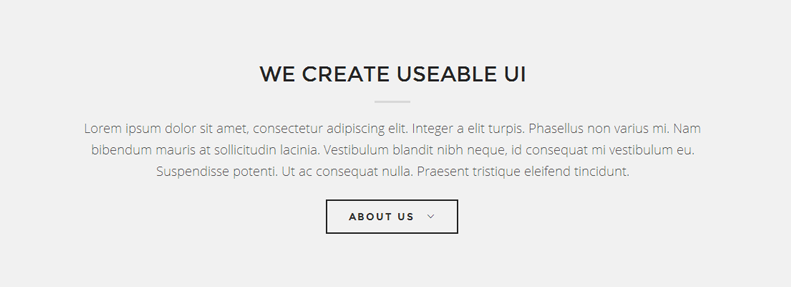 WE CREATE USEABLE UI
Lorem ipsum dolor sit amet, consectetur adipiscing elit. Integer a elit turpis. Phasellus non varius mi. Nam
bibendum mauris at sollicitudin lacinia. Vestibulum blandit nibh neque, id consequat mi vestibulum eu.
Suspendisse potenti. Ut ac consequat nulla. Praesent tristique eleifend tincidunt.
ABOUT US